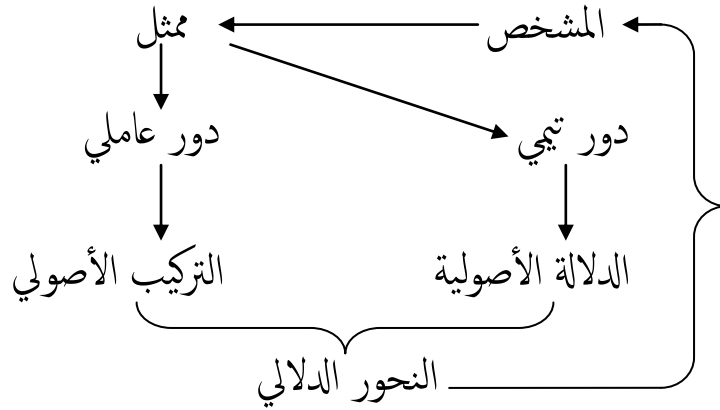 المشخص ممثل
دور تيمي دور عاملي
الدلالة الأصولية التركيب الأصولي
النحور الدلالي